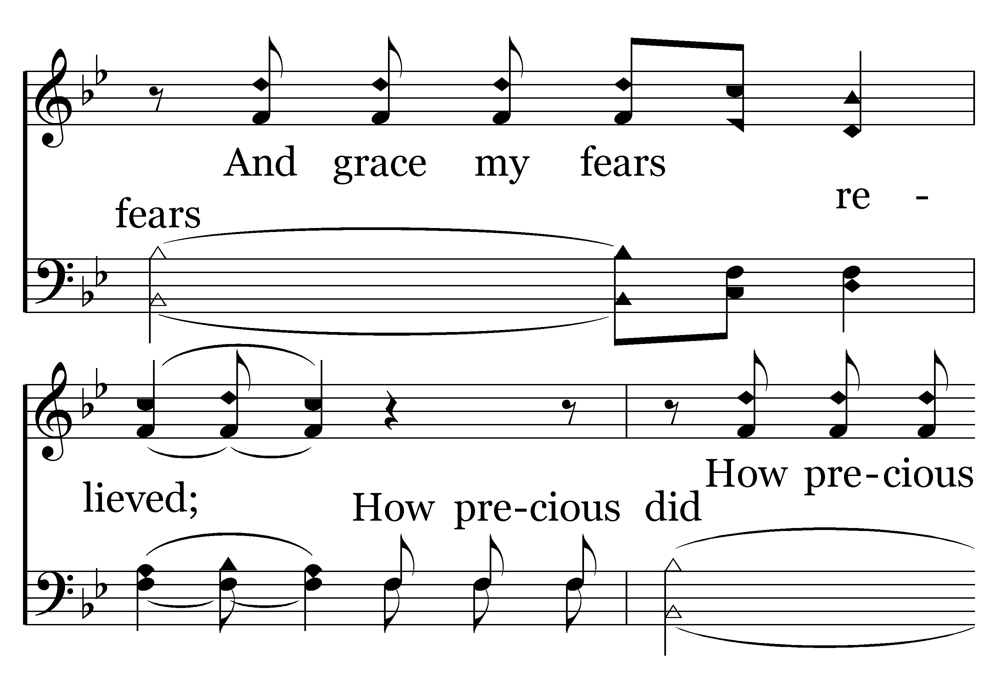 And grace my fears
re -
fears
lieved;
How pre-cious
How pre-cious did